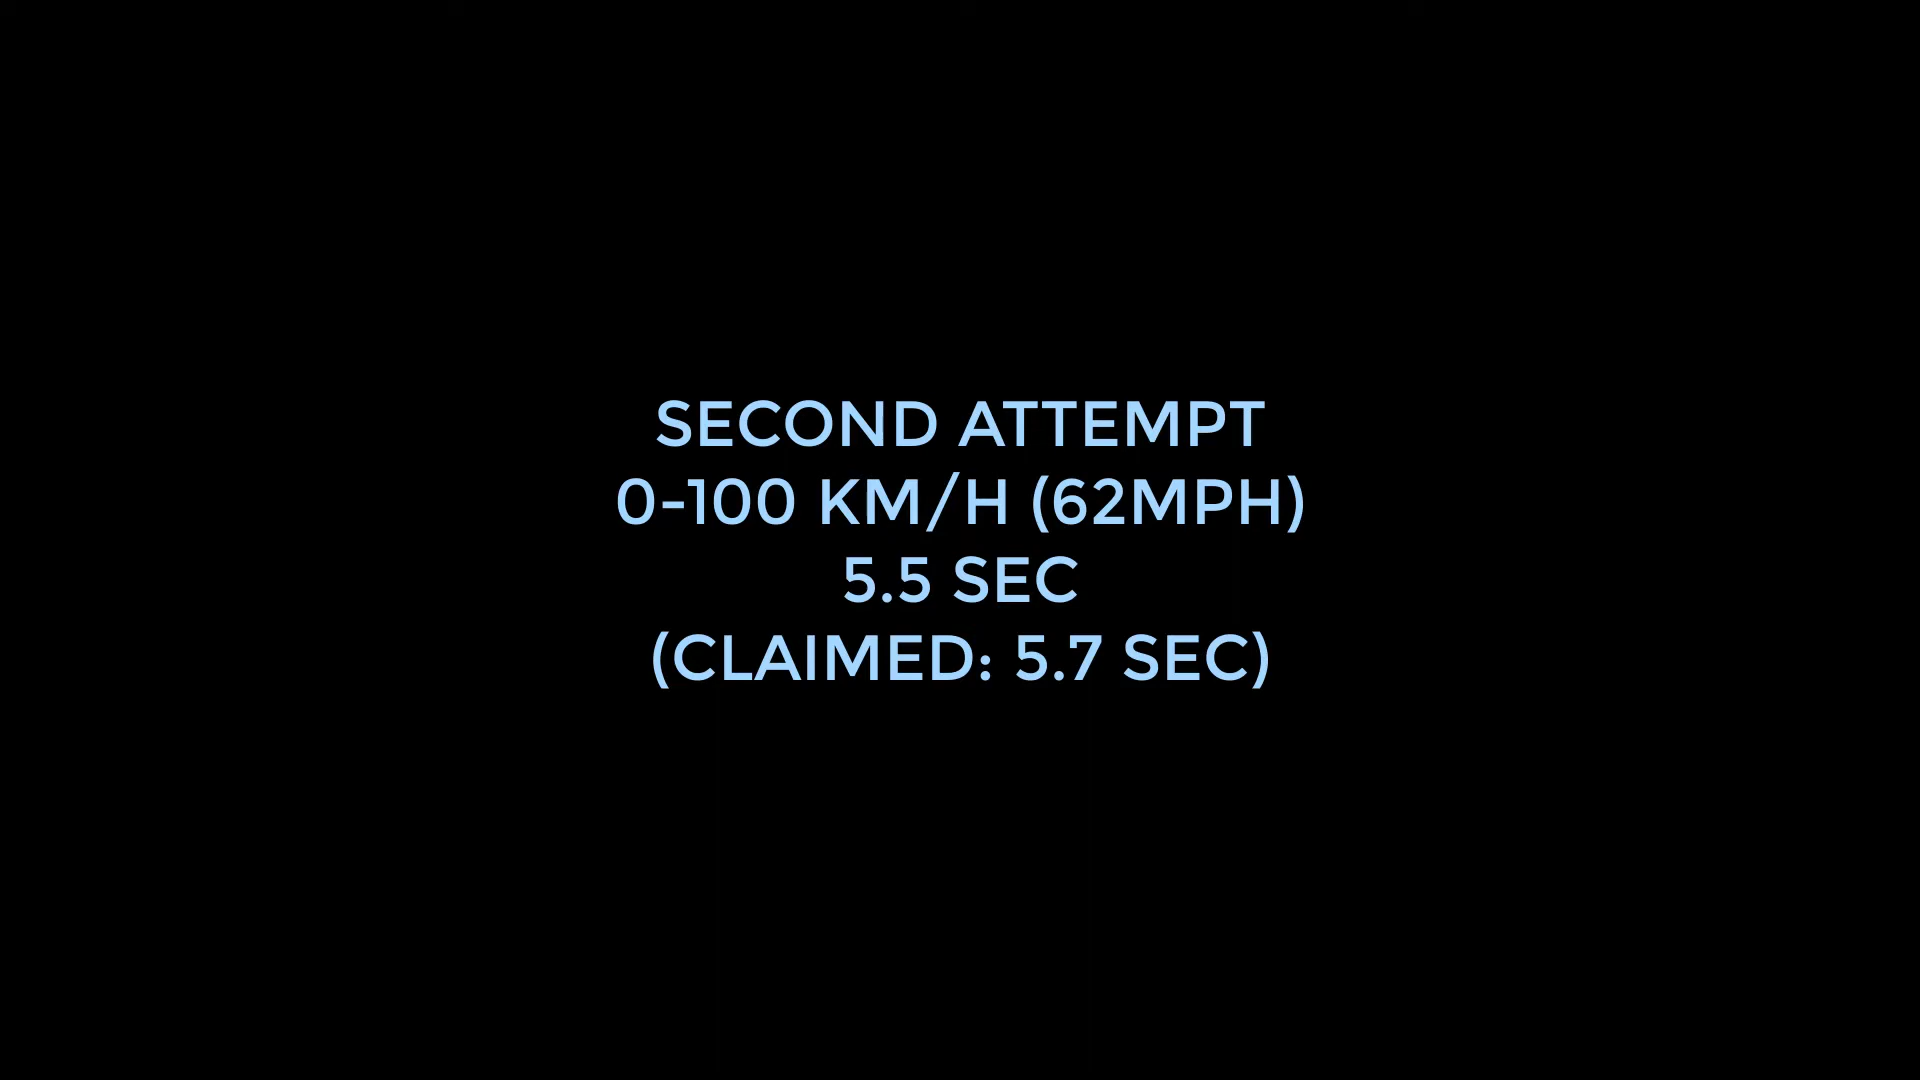 SECOND ATTEMPT
0-100 KM/H (62MPH)
5.5 SEC
(CLAIMED: 5.7 SEC)